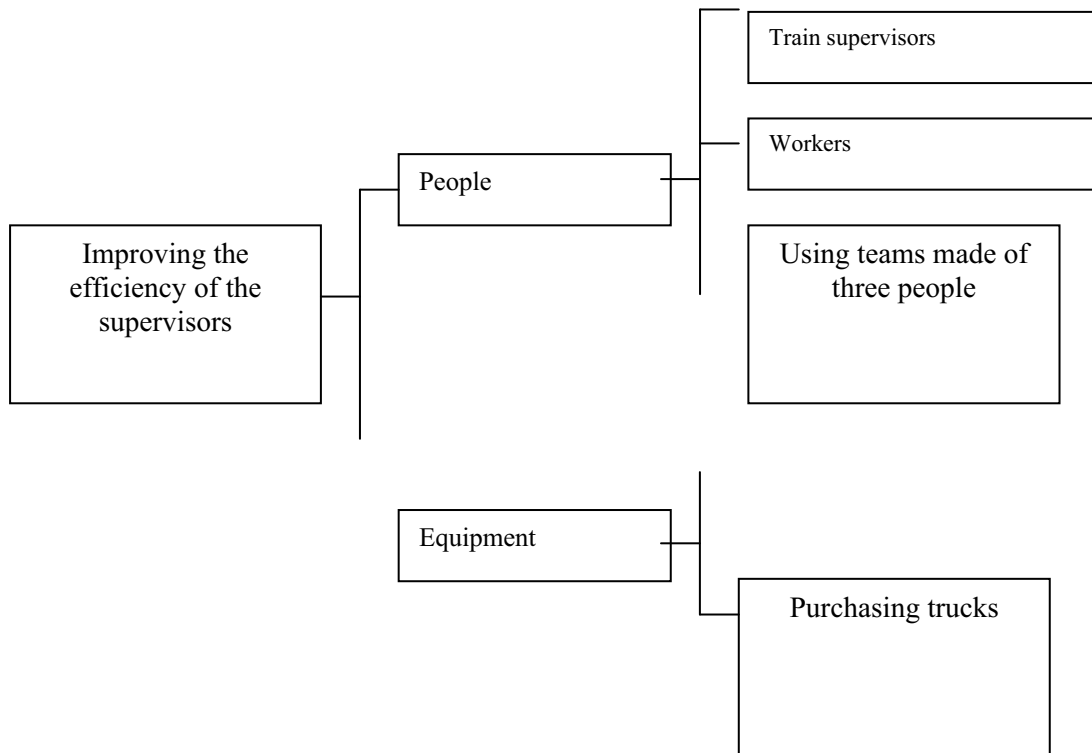 Train supervisors
Workers
People
Improving the
efficiency of the
supervisors
Using teams made of
three people
Equipment
Purchasing trucks